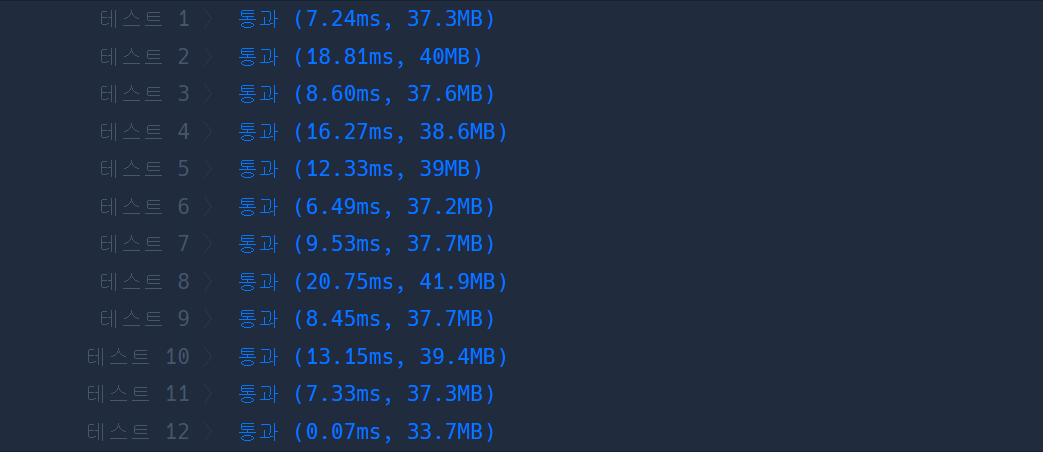 테스트 1 〉 통과 (7.24ms, 37.3MB)
테스트 2 〉 통과 (18.81ms, 40MB)
테스트 3 〉 통과 (8.60ms, 37.6MB)
테스트 4 〉 통과 (16.27ms, 38.6MB)
테스트 5 〉 통과 (12.33ms, 39MB)
테스트 6 〉 통과 (6.49ms, 37.2MB)
테스트 7 〉 통과 (9.53ms, 37.7MB)
테스트 8 〉 통과 (20.75ms, 41.9MB)
테스트 9 〉 통과 (8.45ms, 37.7MB)
테스트 10 〉 통과 (13.15ms, 39.4MB)
테스트 11 〉 통과 (7.33ms, 37.3MB)
테스트 12 〉 통과 (0.07ms, 33.7MB)